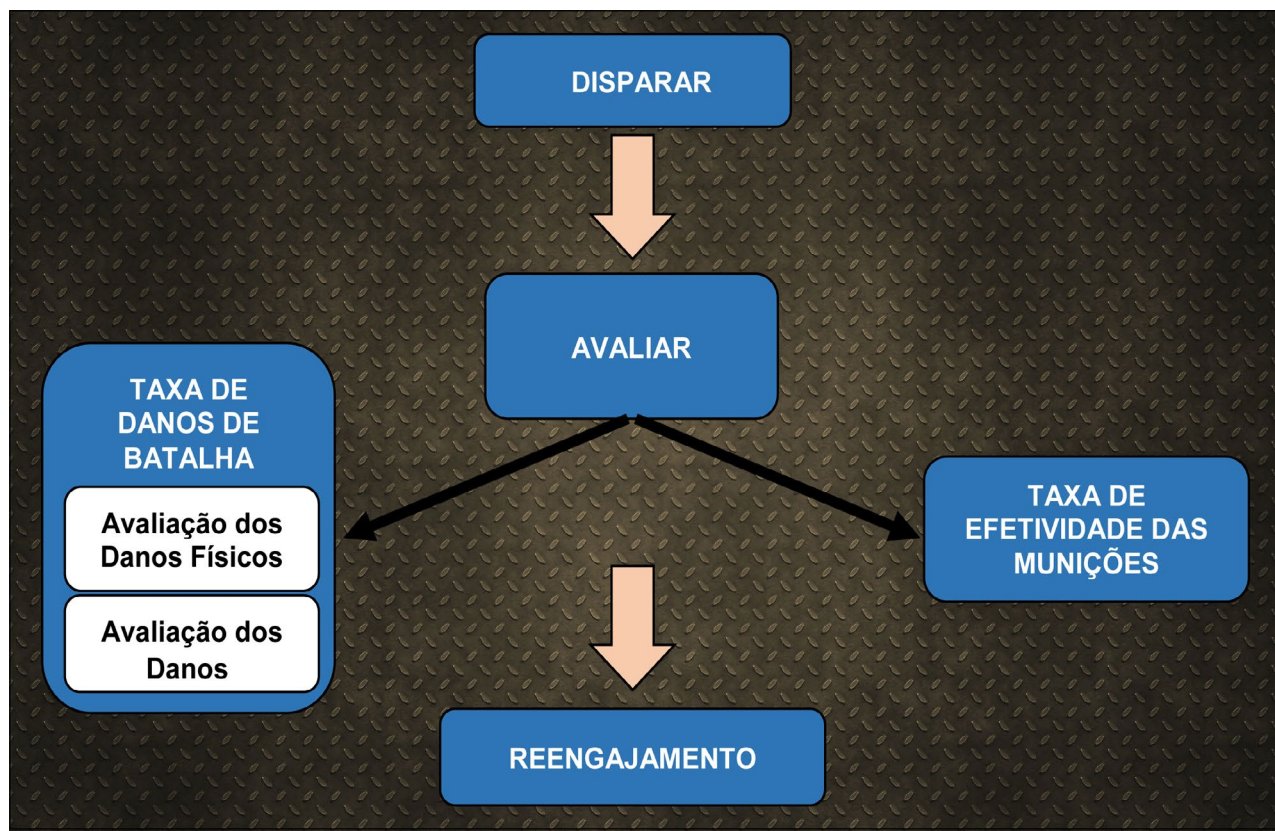 DISPARAR
AVALIAR
TAXA DE
DANOS DE
BATALHA
Avaliação dos
Danos Físicos
Avaliação dos
Danos
TAXA DE
EFETIVIDADE DAS
MUNIÇÕES
REENGAJAMENTO